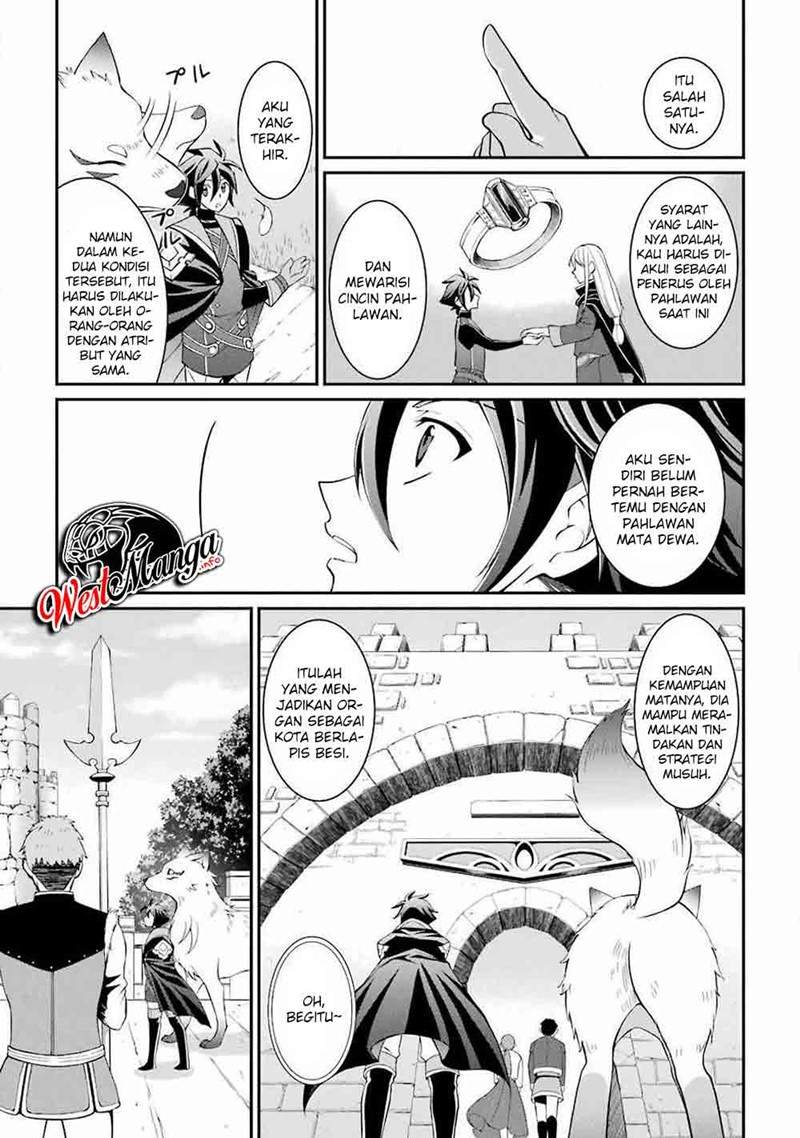 ITU
SALAH
SATU-
NYA.
SYARAT
YANG LAIN-
NYA ADALAH,
KAU HARUS DI-
AKUI SEBAGAI
PENERUS OLEH
PAHLAWAN
SAAT INI
DAN
MEWARISI
CINCIN PAH-
LAWAN.
プル
AKU
YANG
TERAK-
HIR.
プ
NAMUN
DALAM KE-
DUA KONDISI
TERSEBUT, ITU
HARUS DILAKU-
KAN OLEH O-
RANG-ORANG
DENGAN ATRI-
BUT YANG
SAMA.
AKU SEN-
DIRI BELUM
PERNAH BER-
TEMU DENGAN
PAHLAWAN
MATA DEWA.
WestManga
.info
DENGAN
KEMAMPUAN
MATANYA, DIA
MAMPU MERA-
MALKAN TIN-
DAKAN DAN
STRATEGI
MUSUH.
ITULAH
YANG MEN-
JADIKAN OR-
GAN SEBAGAI
KOTA BERLA-
PIS BESI.
OH,
BEGITU~